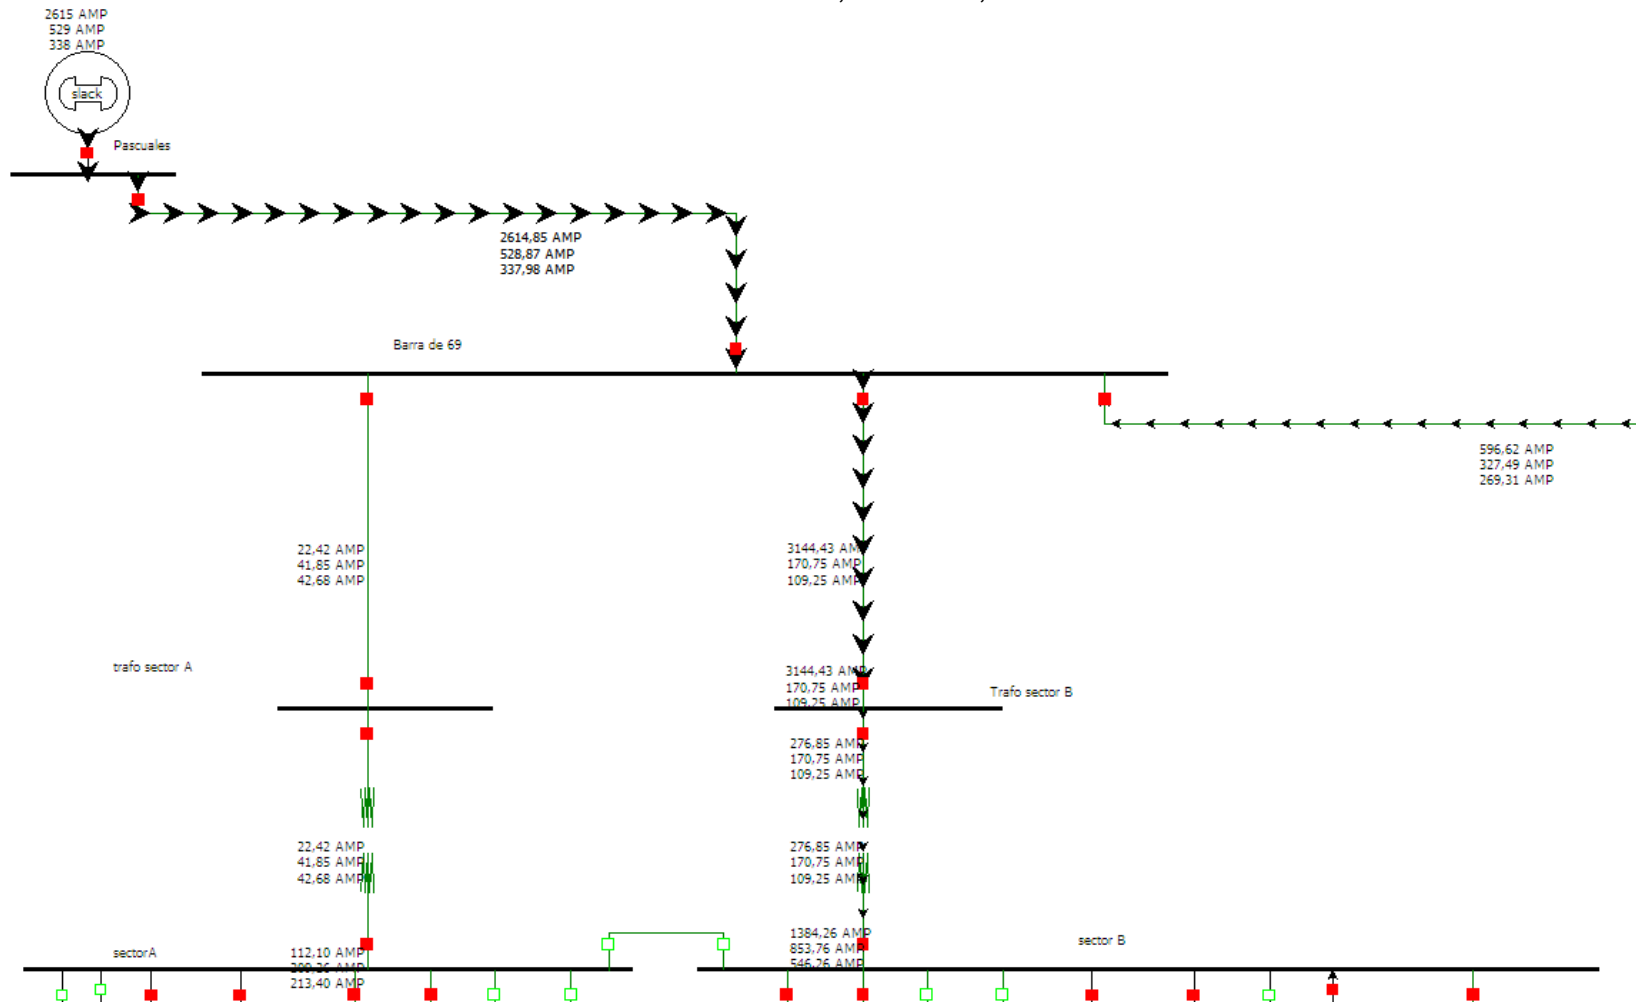 2615 AMP
529 AMP
338 AMP
slack
Pascuales
2614,85 AMP
528,87 AMP
337,98 AMP
Barra de 69
596,62 AMP
327,49 AMP
269,31 AMP
22,42 AMP
41,85 AMP
42,68 AMP
3144,43 AMP
170,75 AMP
109,25 AMP
trafo sector A
3144,43 AMP
170,75 AMP
109,25 AMP
Trafo sector B
276,85 AMP
170,75 AMP
109,25 AMP
22,42 AMP
41,85 AMP
42,68 AMP
276,85 AMP
170,75 AMP
109,25 AMP
sectorA
112,10 AMP
AMP
213,40 AMP
1384,26 AMP
853,76 AMP
546,26 AMP
sector B